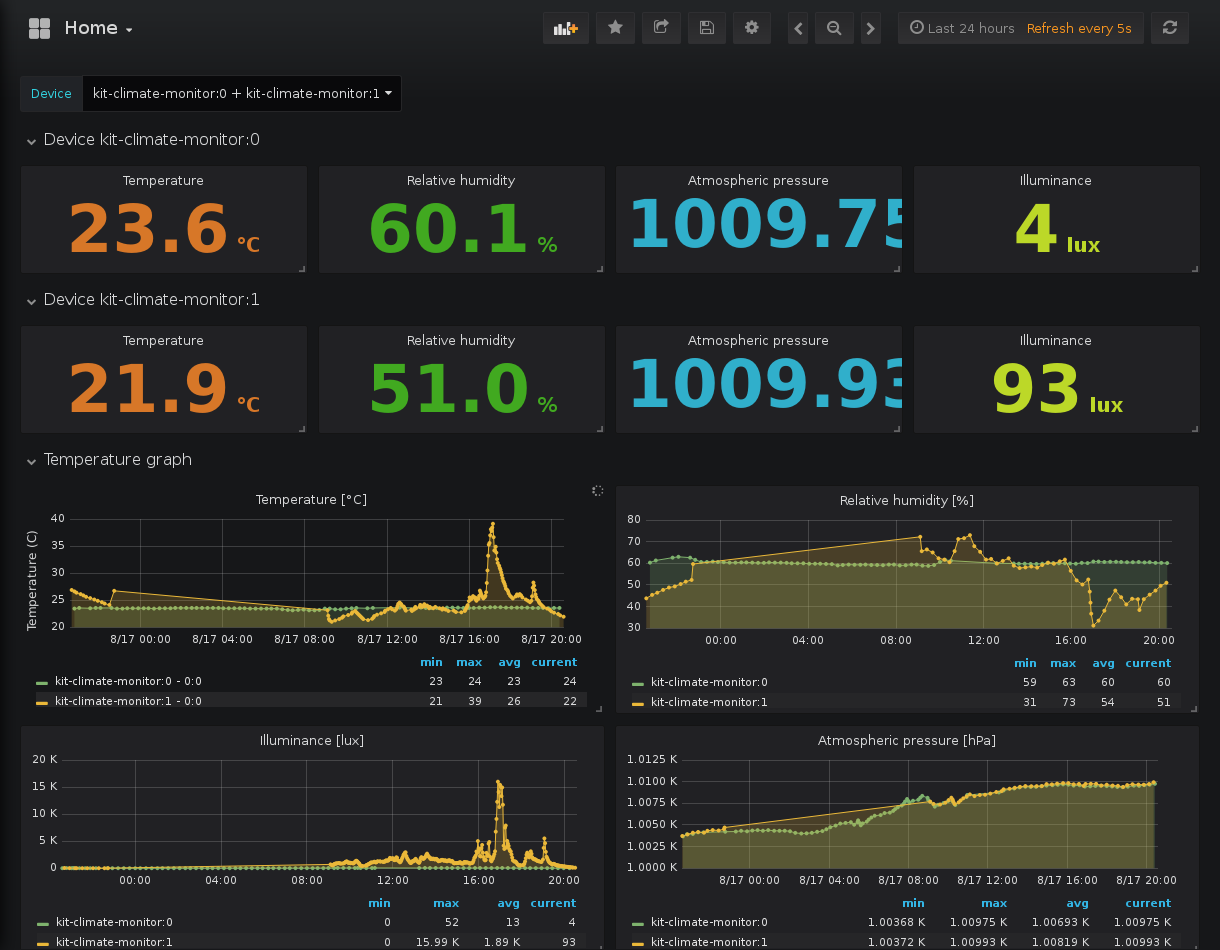 Home
Last 24 hours Refresh every 5s
Device kit-climate-monitor:0 + kit-climate-monitor:1
Device kit-climate-monitor:0
Temperature Relative humidity Atmospheric pressure Illuminance
23.6 °C 60.1 % 1009.75 4 lux
Device kit-climate-monitor:1
Temperature Relative humidity Atmospheric pressure Illuminance
21.9 °C 51.0 % 1009.93 93 lux
Temperature graph
Temperature [°C]
Temperature (C)
40
35
30
25
20
8/17 00:00 8/17 04:00 8/17 08:00 8/17 12:00 8/17 16:00 8/17 20:00
min max avg current
kit-climate-monitor:0 - 0:0 23 24 23 24
kit-climate-monitor:1 - 0:0 21 39 26 22
Relative humidity [%]
80
70
60
50
40
30
00:00 04:00 08:00 12:00 16:00 20:00
min max avg current
kit-climate-monitor:0 59 63 60 60
kit-climate-monitor:1 31 73 54 51
Illuminance [lux]
20 K
15 K
10 K
5 K
0
00:00 04:00 08:00 12:00 16:00 20:00
min max avg current
kit-climate-monitor:0 0 52 13 4
kit-climate-monitor:1 0 15.99 K 1.89 K 93
Atmospheric pressure [hPa]
1.0125 K
1.0100 K
1.0075 K
1.0050 K
1.0025 K
1.0000 K
8/17 00:00 8/17 04:00 8/17 08:00 8/17 12:00 8/17 16:00 8/17 20:00
min max avg current
kit-climate-monitor:0 1.00368 K 1.00975 K 1.00693 K 1.00975 K
kit-climate-monitor:1 1.00372 K 1.00993 K 1.00819 K 1.00993 K